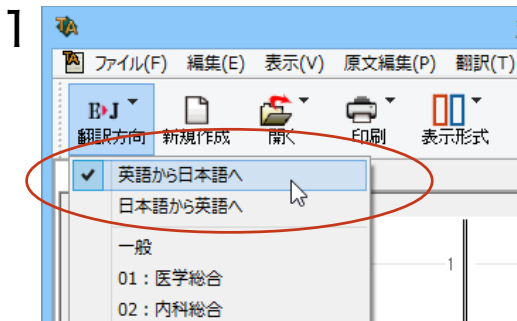 1
TA
ファイル(F) 編集(E) 表示(V) 原文編集(P) 翻訳(T)
E▸J
翻訳方向 新規作成 開く 印刷 表示形式
✔ 英語から日本語へ
日本語から英語へ
一般
1
01：医学総合
02：内科総合